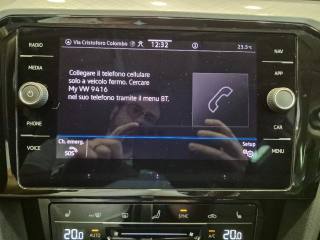 RADIO
MEDIA
PHONE
VOICE
Via Cristoforo Colombo
12:32
23.5°C
Collegare il telefono cellulare
solo a veicolo fermo. Cercare
My VW 9416
nel suo telefono tramite il menu BT.
Ch. emerg.
SOS
Setup
NAV
APP
CAR
MENU
20.0 AUTO
SYNC
A/C 20.0